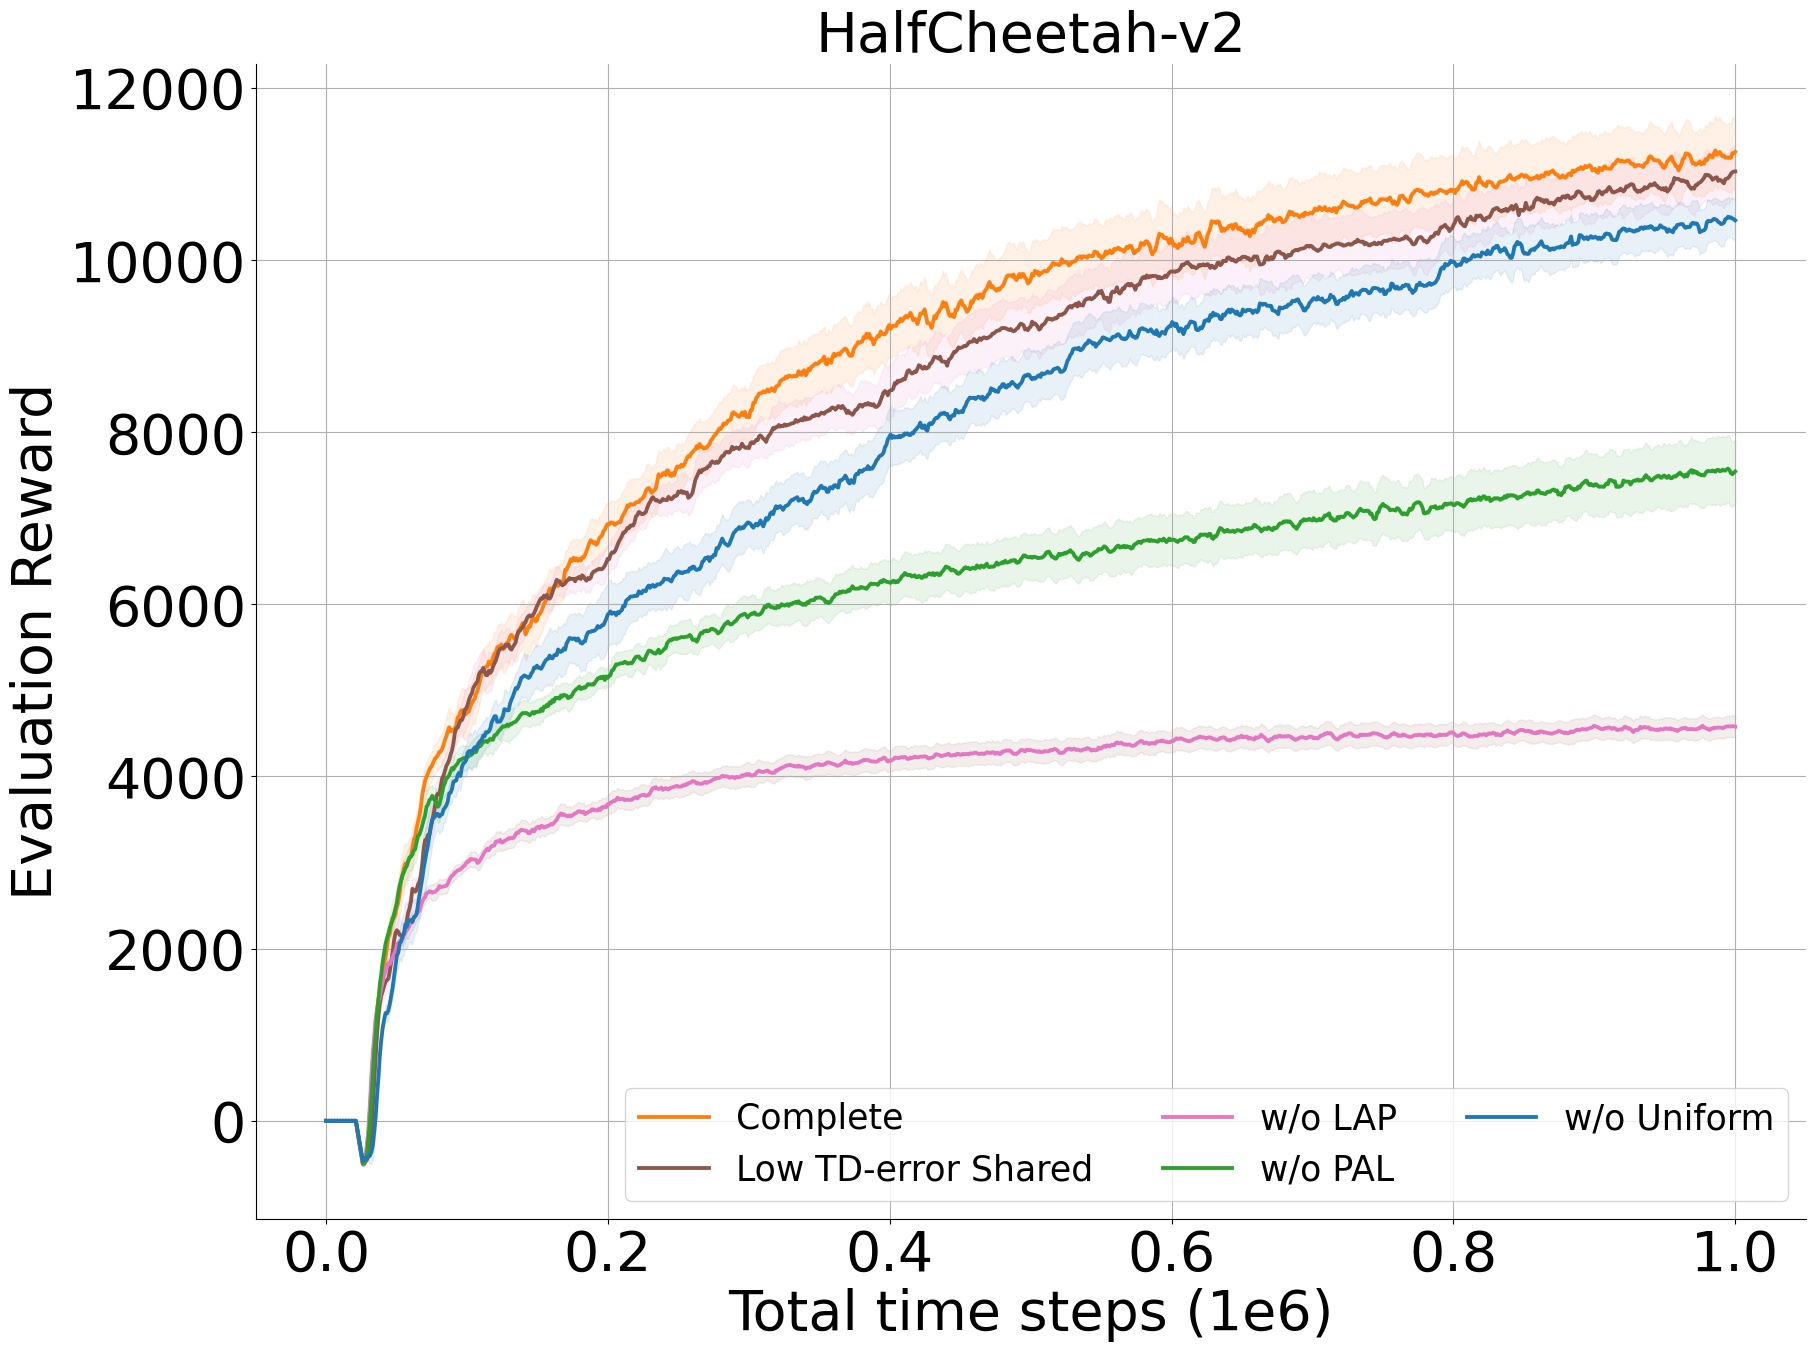 HalfCheetah-v2
12000
10000
8000
6000
4000
2000
0
Evaluation Reward
Complete
Low TD-error Shared
w/o LAP
w/o PAL
w/o Uniform
0.0 0.2 0.4 0.6 0.8 1.0
Total time steps (1e6)